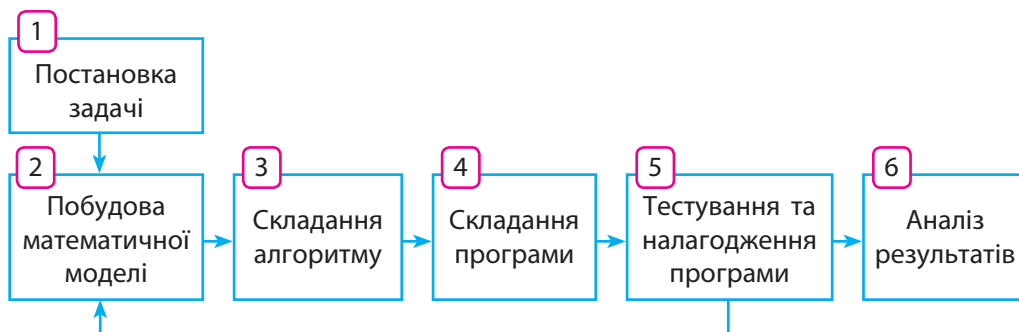 1
Постановка
задачі
2
Побудова
математичної
моделі
3
Складання
алгоритму
4
Складання
програми
5
Тестування та
налагодження
програми
6
Аналіз
результатів